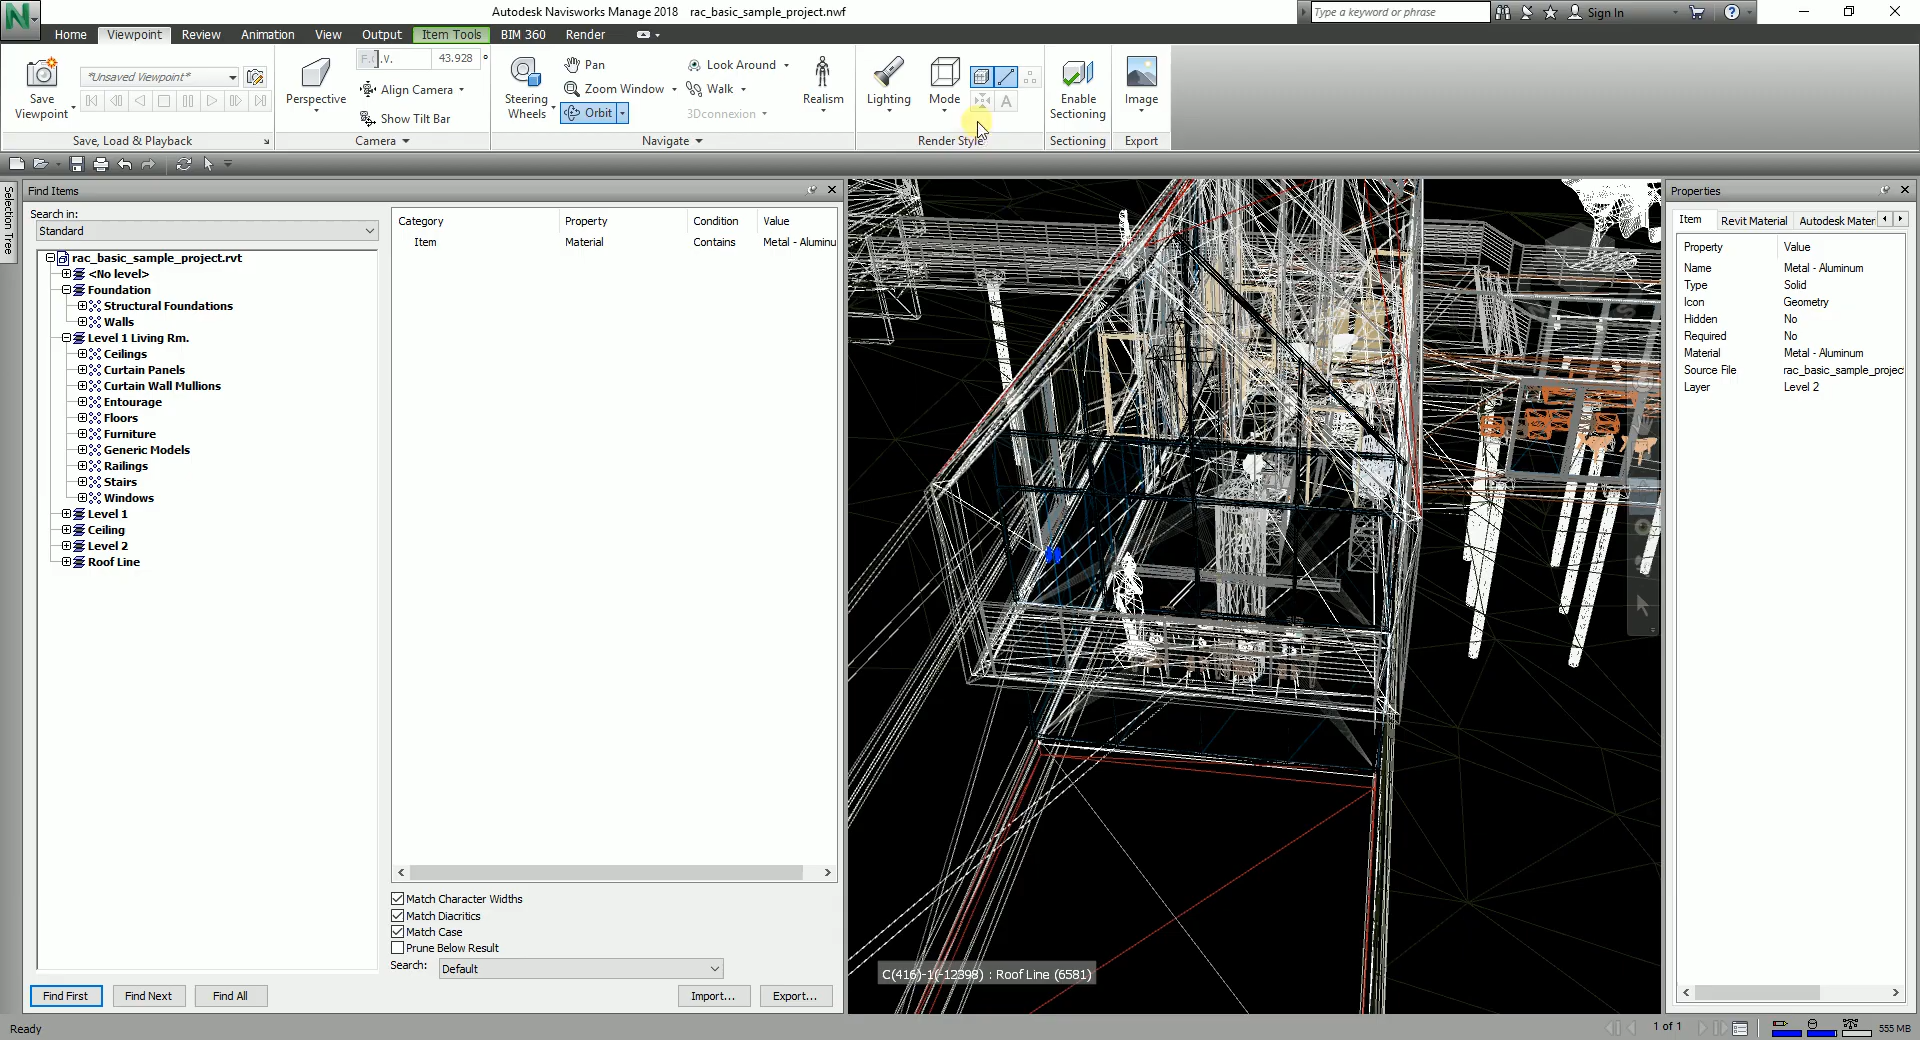 Autodesk Navisworks Manage 2018 rac_basic_sample_project.nwf
Type a keyword or phrase
Sign In
Home Viewpoint Review Animation View Output Item Tools BIM 360 Render
Save Viewpoint
*Unsaved Viewpoint*
Save, Load & Playback
Perspective
F.O.V. 43.928 °
Align Camera
Show Tilt Bar
Camera
Steering Wheels
Pan
Zoom Window
Orbit
Look Around
Walk
3Dconnexion
Realism
Navigate
Lighting
Mode
A
Render Style
Enable Sectioning
Sectioning
Image
Export
Selection Tree
Find Items
Search in:
Standard
rac_basic_sample_project.rvt
<No level>
Foundation
Structural Foundations
Walls
Level 1 Living Rm.
Ceilings
Curtain Panels
Curtain Wall Mullions
Entourage
Floors
Furniture
Generic Models
Railings
Stairs
Windows
Level 1
Ceiling
Level 2
Roof Line
Category Property Condition Value
Item Material Contains Metal - Aluminu
Match Character Widths
Match Diacritics
Match Case
Prune Below Result
Search: Default
Find First Find Next Find All Import... Export...
C(416)-1(-12398) : Roof Line (6581)
Properties
Item Revit Material Autodesk Mater
Property Value
Name Metal - Aluminum
Type Solid
Icon Geometry
Hidden No
Required No
Material Metal - Aluminum
Source File rac_basic_sample_projec
Layer Level 2
Ready
1 of 1
555 MB